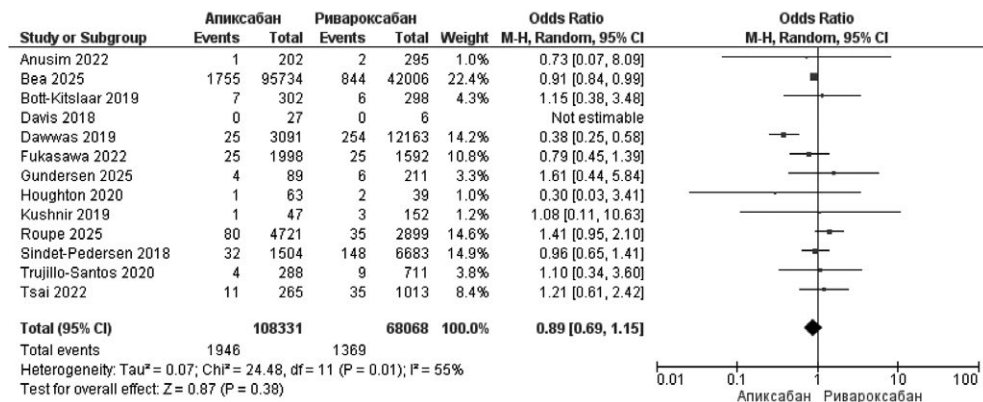 Апиксабан Ривароксабан Odds Ratio Odds Ratio
Study or Subgroup Events Total Events Total Weight M-H, Random, 95% CI M-H, Random, 95% CI
Anusim 2022 1 202 2 295 1.0% 0.73 [0.07, 8.09]
Bea 2025 1755 95734 844 42006 22.4% 0.91 [0.84, 0.99]
Bott-Kitslaar 2019 7 302 6 298 4.3% 1.15 [0.38, 3.48]
Davis 2018 0 27 0 6 Not estimable
Dawwas 2019 25 3091 254 12163 14.2% 0.38 [0.25, 0.58]
Fukasawa 2022 25 1998 25 1592 10.8% 0.79 [0.45, 1.39]
Gundersen 2025 4 89 6 211 3.3% 1.61 [0.44, 5.84]
Houghton 2020 1 63 2 39 1.0% 0.30 [0.03, 3.41]
Kushnir 2019 1 47 3 152 1.2% 1.08 [0.11, 10.63]
Roupe 2025 80 4721 35 2899 14.6% 1.41 [0.95, 2.10]
Sindet-Pedersen 2018 32 1504 148 6683 14.9% 0.96 [0.65, 1.41]
Trujillo-Santos 2020 4 288 9 711 3.8% 1.10 [0.34, 3.60]
Tsai 2022 11 265 35 1013 8.4% 1.21 [0.61, 2.42]
Total (95% CI) 108331 68068 100.0% 0.89 [0.69, 1.15]
Total events 1946 1369
Heterogeneity: Tau² = 0.07; Chi² = 24.48, df = 11 (P = 0.01); I² = 55%
Test for overall effect: Z = 0.87 (P = 0.38)
0.01 0.1 1 10 100
Апиксабан Ривароксабан